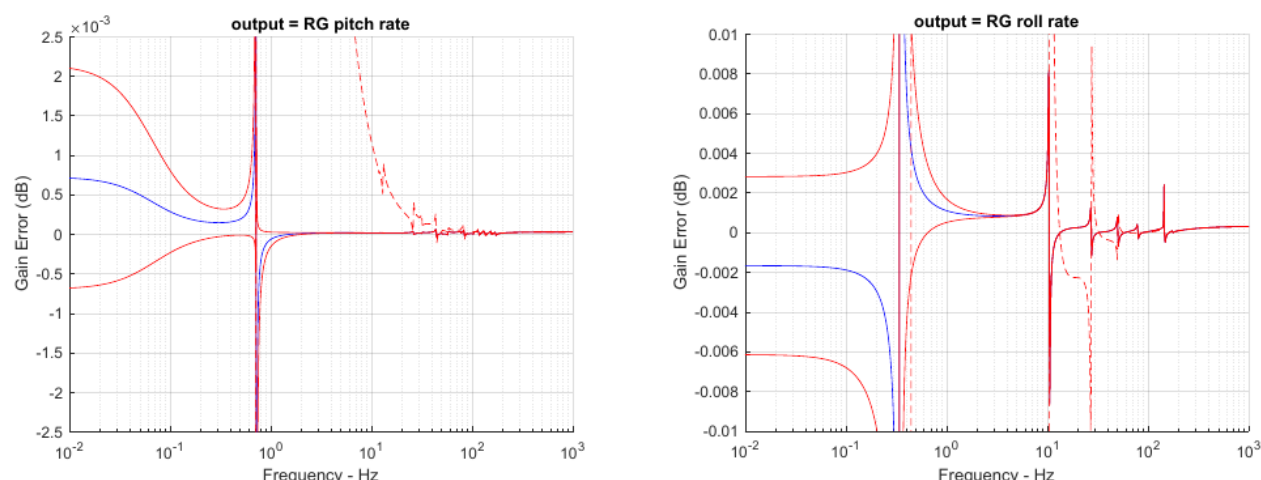 output = RG pitch rate
×10⁻³
2.5
2
1.5
1
0.5
0
-0.5
-1
-1.5
-2
-2.5
Gain Error (dB)
10⁻² 10⁻¹ 10⁰ 10¹ 10² 10³
Frequency - Hz
output = RG roll rate
0.01
0.008
0.006
0.004
0.002
0
-0.002
-0.004
-0.006
-0.008
-0.01
Gain Error (dB)
10⁻² 10⁻¹ 10⁰ 10¹ 10² 10³
Frequency - Hz